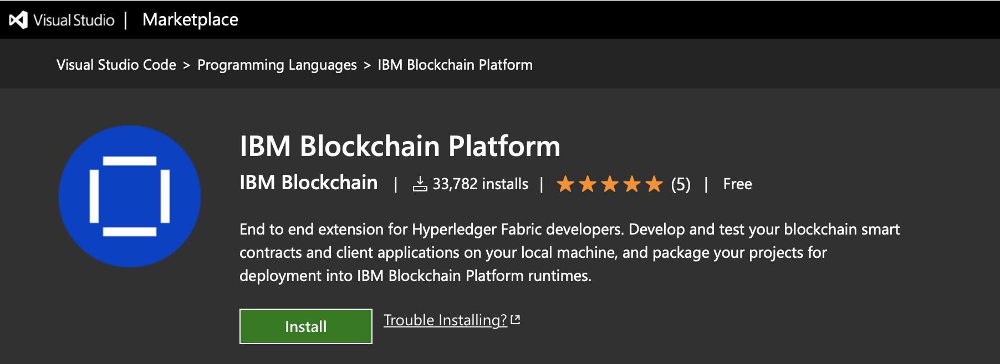 Visual Studio | Marketplace
Visual Studio Code > Programming Languages > IBM Blockchain Platform
IBM Blockchain Platform
IBM Blockchain | 33,782 installs | (5) | Free
End to end extension for Hyperledger Fabric developers. Develop and test your blockchain smart
contracts and client applications on your local machine, and package your projects for
deployment into IBM Blockchain Platform runtimes.
Install
Trouble Installing?